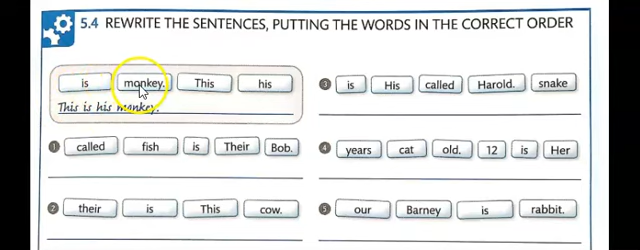 5.4 REWRITE THE SENTENCES, PUTTING THE WORDS IN THE CORRECT ORDER
is monkey. This his
This is his monkey.
1 called fish is Their Bob.
2 their is This cow.
3 is His called Harold. snake
4 years cat old. 12 is Her
5 our Barney is rabbit.